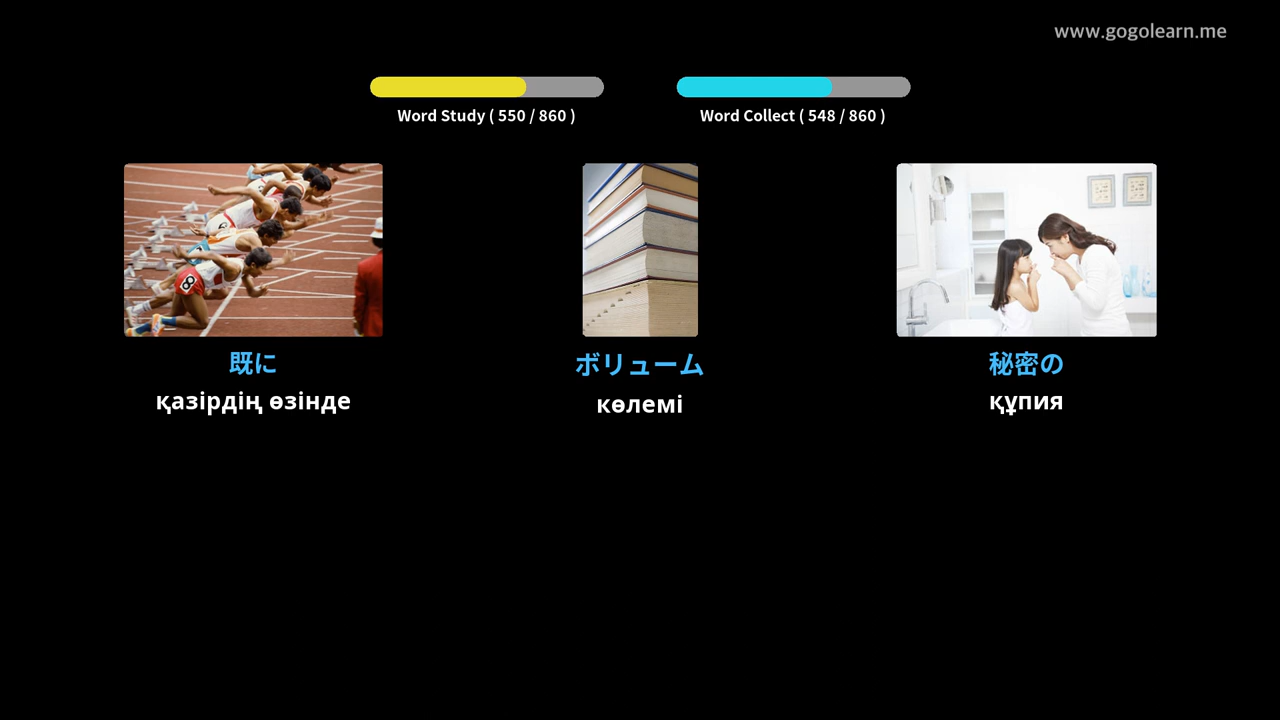 www.gogolearn.me
Word Study ( 550 / 860 )
Word Collect ( 548 / 860 )
既に
ボリューム
秘密の
қазірдің өзінде
көлемі
құпия